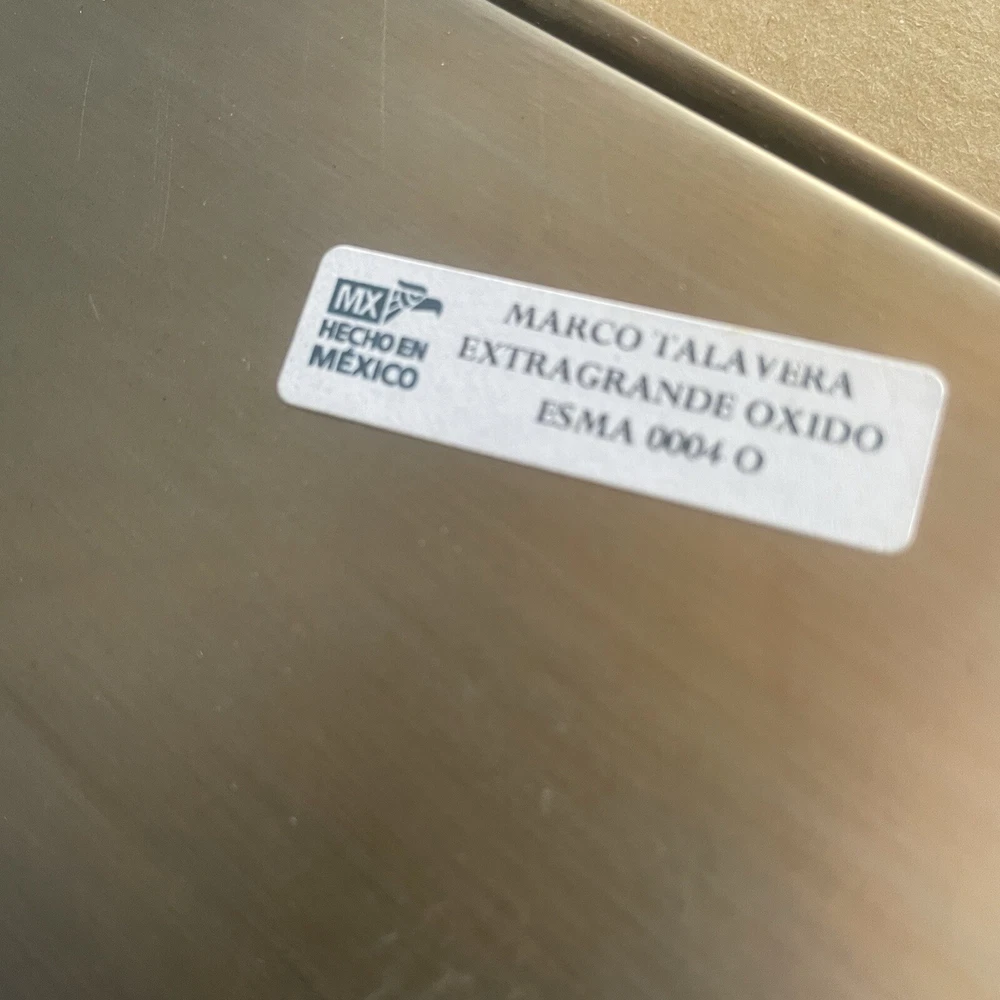 MX
HECHO EN
MÉXICO
MARCO TALAVERA
EXTRAGRANDE OXIDO
ESMA 0004 O